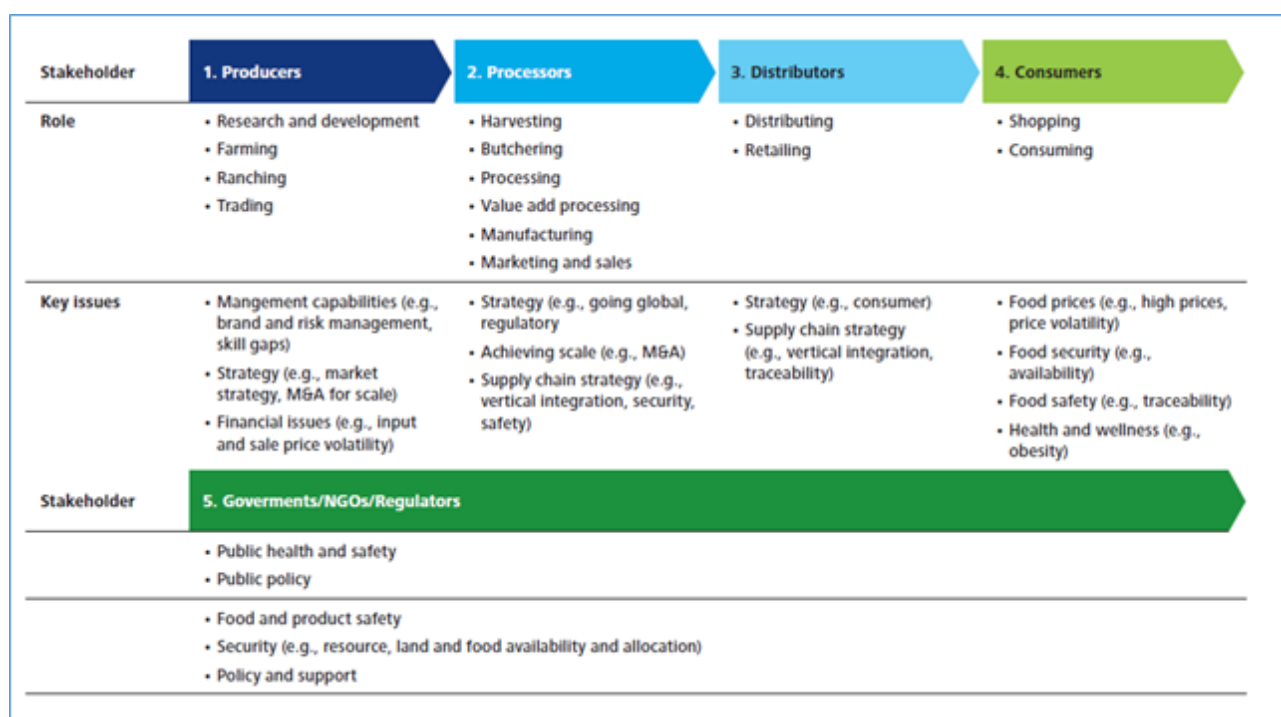 Stakeholder
1. Producers
2. Processors
3. Distributors
4. Consumers
Role
• Research and development
• Farming
• Ranching
• Trading
• Harvesting
• Butchering
• Processing
• Value add processing
• Manufacturing
• Marketing and sales
• Distributing
• Retailing
• Shopping
• Consuming
Key issues
• Mangement capabilities (e.g.,
brand and risk management,
skill gaps)
• Strategy (e.g., market
strategy, M&A for scale)
• Financial issues (e.g., input
and sale price volatility)
• Strategy (e.g., going global,
regulatory
• Achieving scale (e.g., M&A)
• Supply chain strategy (e.g.,
vertical integration, security,
safety)
• Strategy (e.g., consumer)
• Supply chain strategy
(e.g., vertical integration,
traceability)
• Food prices (e.g., high prices,
price volatility)
• Food security (e.g.,
availability)
• Food safety (e.g., traceability)
• Health and wellness (e.g.,
obesity)
Stakeholder
5. Goverments/NGOs/Regulators
• Public health and safety
• Public policy
• Food and product safety
• Security (e.g., resource, land and food availability and allocation)
• Policy and support